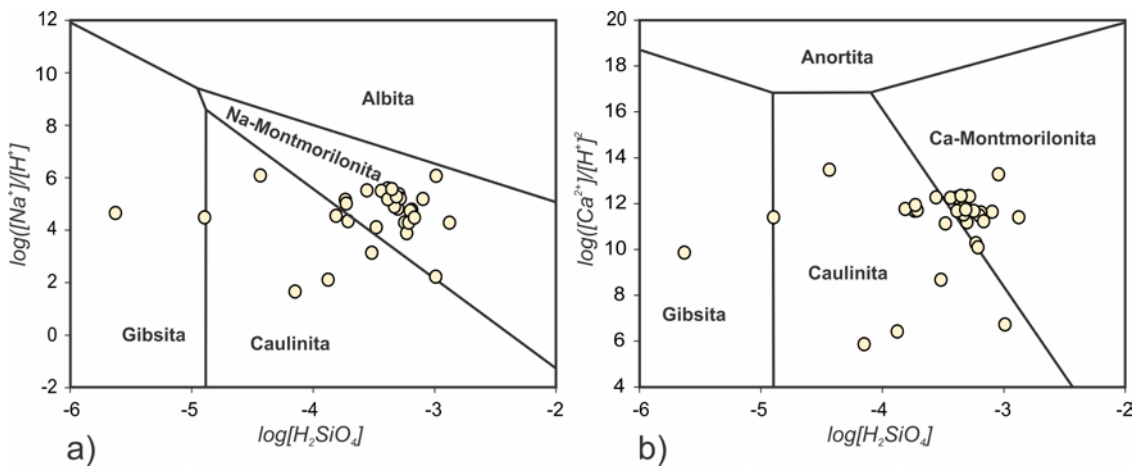 12
10
8
6
4
2
0
-2
log([Na⁺]/[H⁺]
Albita
Na-Montmorilonita
Gibsita
Caulinita
-6
-5
-4
-3
-2
log[H₂SiO₄]
a)
20
18
16
14
12
10
8
6
4
log([Ca²⁺]/[H⁺]²
Anortita
Ca-Montmorilonita
Caulinita
Gibsita
-6
-5
-4
-3
-2
log[H₂SiO₄]
b)